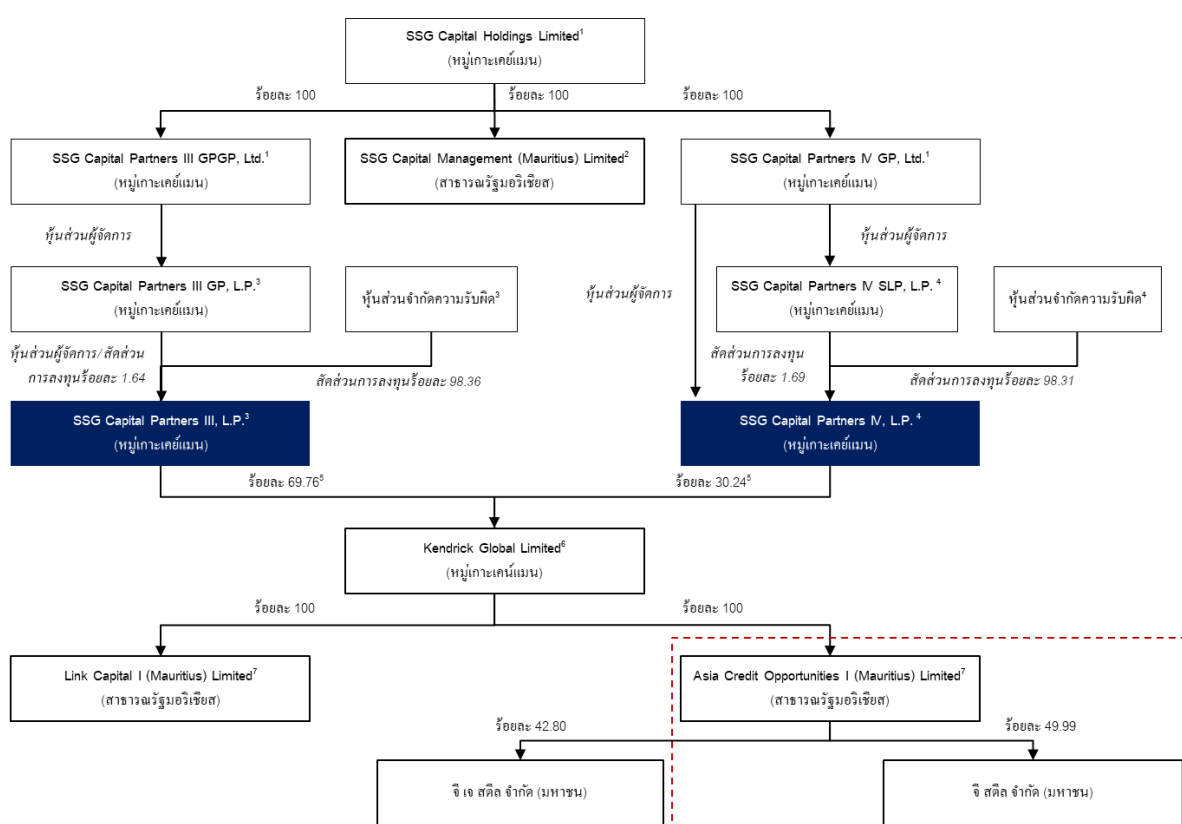 SSG Capital Holdings Limited¹
(หมู่เกาะเคย์แมน)
ร้อยละ 100
ร้อยละ 100
ร้อยละ 100
SSG Capital Partners III GPGP, Ltd.¹
(หมู่เกาะเคย์แมน)
SSG Capital Management (Mauritius) Limited²
(สาธารณรัฐมอริเชียส)
SSG Capital Partners IV GP, Ltd.¹
(หมู่เกาะเคย์แมน)
หุ้นส่วนผู้จัดการ
หุ้นส่วนผู้จัดการ
หุ้นส่วนผู้จัดการ
SSG Capital Partners III GP, L.P.³
(หมู่เกาะเคย์แมน)
หุ้นส่วนจำกัดความรับผิด³
SSG Capital Partners IV SLP, L.P. ⁴
(หมู่เกาะเคย์แมน)
หุ้นส่วนจำกัดความรับผิด⁴
หุ้นส่วนผู้จัดการ/สัดส่วน
การลงทุนร้อยละ 1.64
สัดส่วนการลงทุนร้อยละ 98.36
สัดส่วนการลงทุน
ร้อยละ 1.69
สัดส่วนการลงทุนร้อยละ 98.31
SSG Capital Partners III, L.P.³
(หมู่เกาะเคย์แมน)
SSG Capital Partners IV, L.P. ⁴
(หมู่เกาะเคย์แมน)
ร้อยละ 69.76⁵
ร้อยละ 30.24⁵
Kendrick Global Limited⁶
(หมู่เกาะเคน์แมน)
ร้อยละ 100
ร้อยละ 100
Link Capital I (Mauritius) Limited⁷
(สาธารณรัฐมอริเชียส)
Asia Credit Opportunities I (Mauritius) Limited⁷
(สาธารณรัฐมอริเชียส)
ร้อยละ 42.80
ร้อยละ 49.99
จี เจ สตีล จำกัด (มหาชน)
จี สตีล จำกัด (มหาชน)